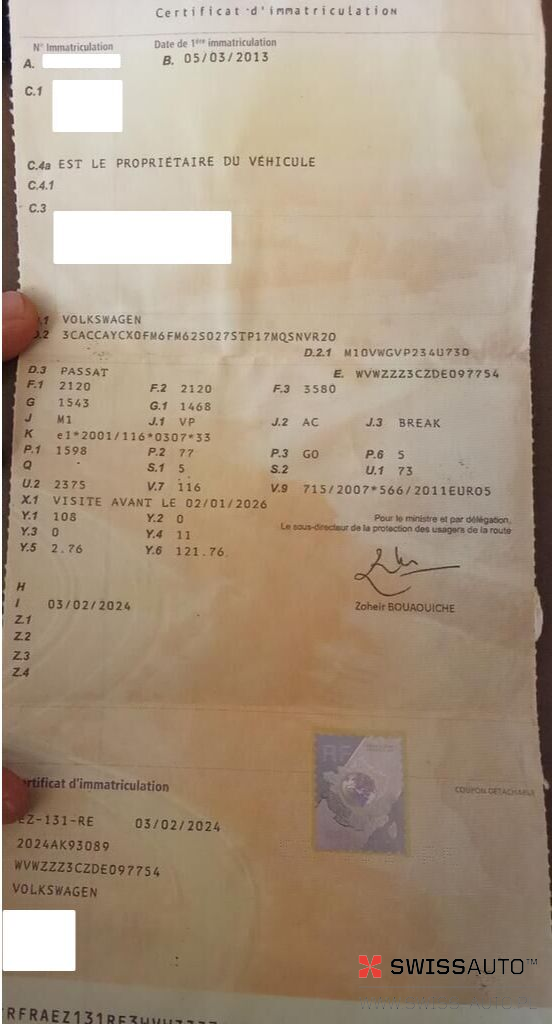 Certificat d'immatriculation
N° Immatriculation Date de 1ère immatriculation
A. B. 05/03/2013
C.1
C.4a EST LE PROPRIÉTAIRE DU VÉHICULE
C.4.1
C.3
.1 VOLKSWAGEN
.2 3CACCAYCX0FM6FM62S027STP17MQSNVR20
D.2.1 M10VWGVP234U730
D.3 PASSAT E. WVWZZZ3CZDE097754
F.1 2120 F.2 2120 F.3 3580
G 1543 G.1 1468
J M1 J.1 VP J.2 AC J.3 BREAK
K e1*2001/116*0307*33
P.1 1598 P.2 77 P.3 GO P.6 5
Q S.1 5 S.2 U.1 73
U.2 2375 V.7 116 V.9 715/2007*566/2011EURO5
X.1 VISITE AVANT LE 02/01/2026
Y.1 108 Y.2 0 Pour le ministre et par délégation,
Y.3 0 Y.4 11 Le sous-directeur de la protection des usagers de la route
Y.5 2.76 Y.6 121.76
H
I 03/02/2024 Zoheir BOUAOUICHE
Z.1
Z.2
Z.3
Z.4
RF
ertificat d'immatriculation COUPON DÉTACHABLE
EZ-131-RE 03/02/2024
2024AK93089
WVWZZZ3CZDE097754
VOLKSWAGEN
SWISSAUTO™